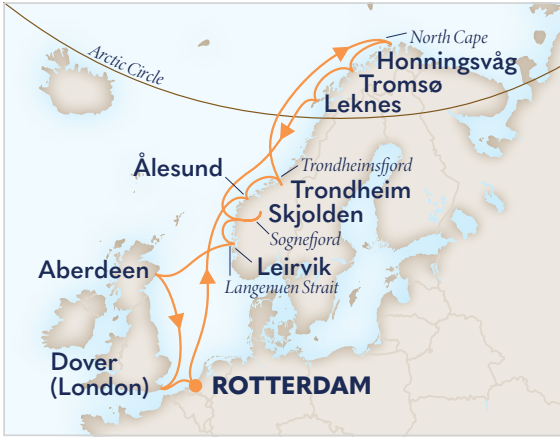 North Cape
Arctic Circle
Honningsvåg
Tromsø
Leknes
Ålesund
Trondheimsfjord
Trondheim
Skjolden
Sognefjord
Aberdeen
Leirvik
Langenuen Strait
Dover
(London)
ROTTERDAM